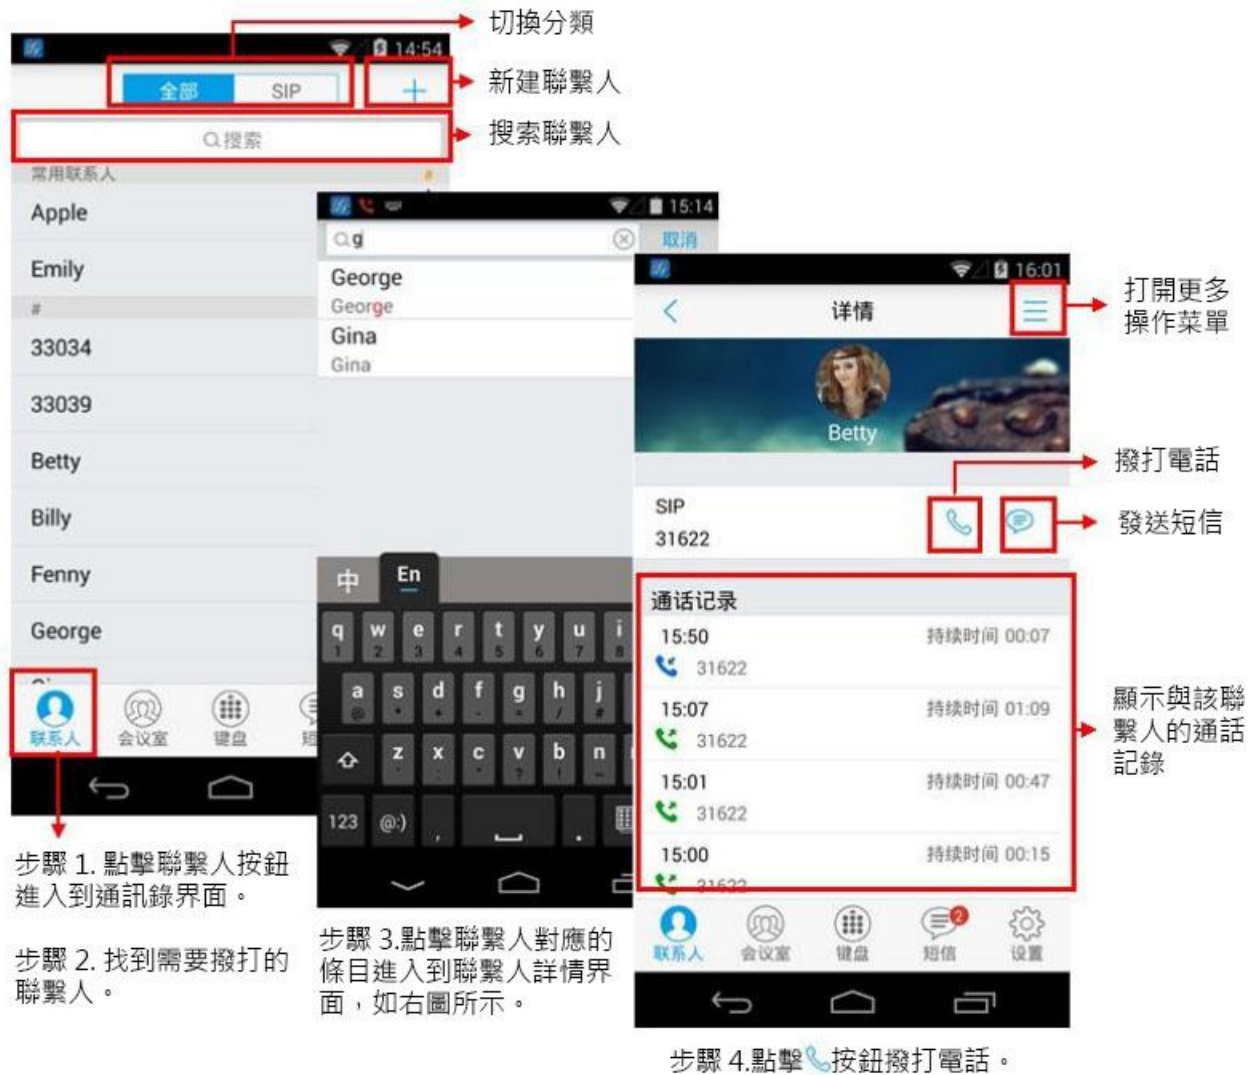 切換分類
14:54
全部
SIP
新建聯繫人
搜索
搜索聯繫人
常用联系人
#
Apple
Emily
#
33034
33039
Betty
Billy
Fenny
George
联系人
会议室
键盘
步驟 1. 點擊聯繫人按鈕
進入到通訊錄界面。
步驟 2. 找到需要撥打的
聯繫人。
15:14
g
取消
George
George
Gina
Gina
中
En
q w e r t y u i
1 2 3 4 5 6 7 8
a s d f g h j
z x c v b n
123 @:) , .
步驟 3.點擊聯繫人對應的
條目進入到聯繫人詳情界
面，如右圖所示。
16:01
详情
打開更多
操作菜單
Betty
撥打電話
SIP
31622
發送短信
通话记录
15:50 持续时间 00:07
31622
15:07 持续时间 01:09
31622
15:01 持续时间 00:47
31622
15:00 持续时间 00:15
31622
顯示與該聯
繫人的通話
記錄
2
联系人
会议室
键盘
短信
设置
步驟 4.點擊按鈕撥打電話。